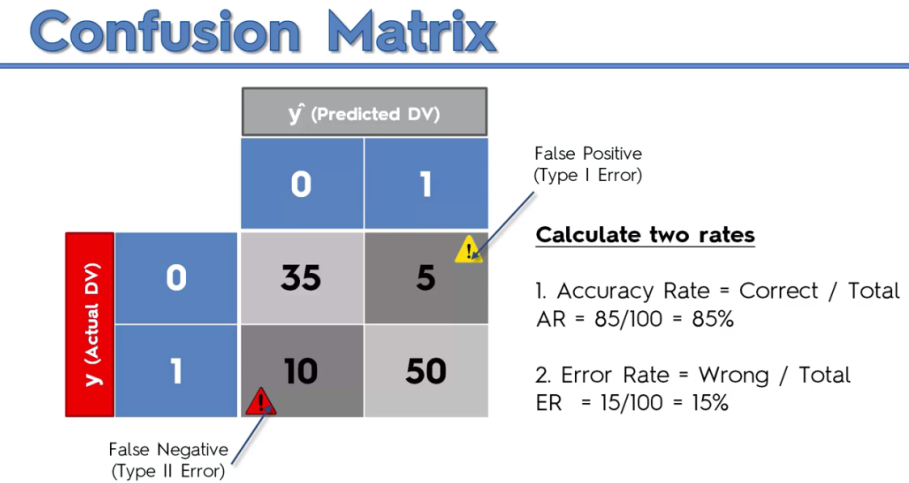 Confusion Matrix
ŷ (Predicted DV)
0 1
False Positive
(Type I Error)
y (Actual DV)
0 35 5
1 10 50
False Negative
(Type II Error)
Calculate two rates
1. Accuracy Rate = Correct / Total
AR = 85/100 = 85%
2. Error Rate = Wrong / Total
ER = 15/100 = 15%